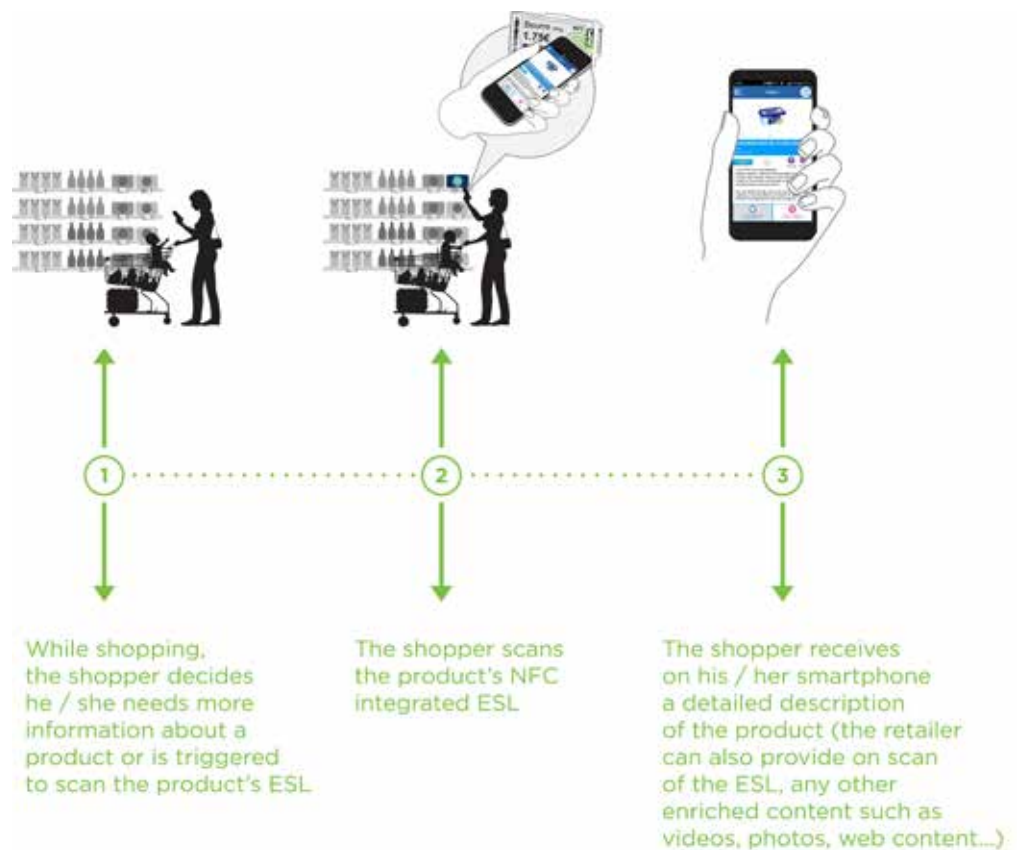 1.75€
1
2
3
While shopping,
the shopper decides
he / she needs more
information about a
product or is triggered
to scan the product's ESL
The shopper scans
the product's NFC
integrated ESL
The shopper receives
on his / her smartphone
a detailed description
of the product (the retailer
can also provide on scan
of the ESL, any other
enriched content such as
videos, photos, web content...)